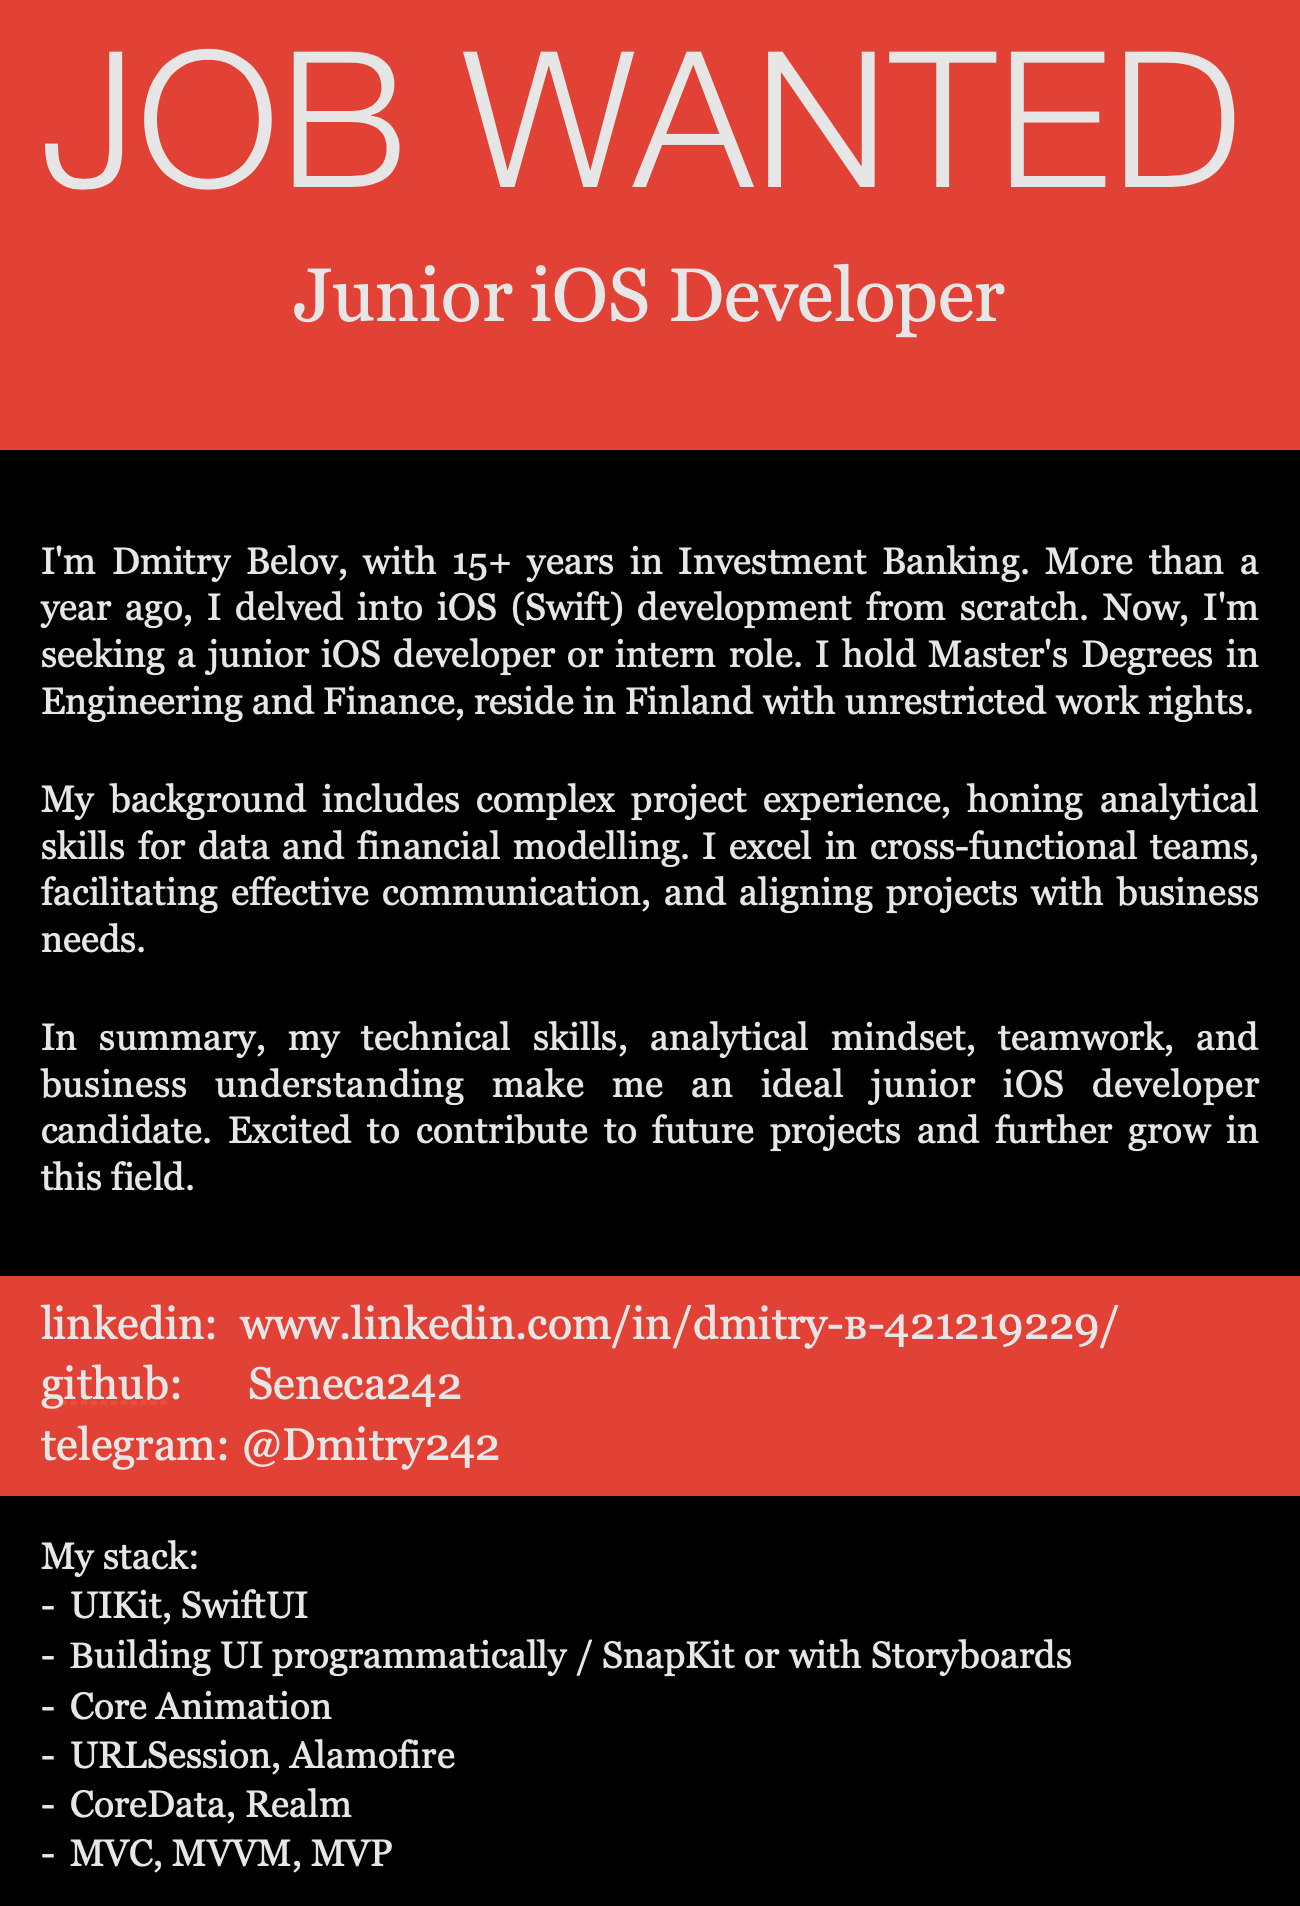 JOB WANTED
Junior iOS Developer
I'm Dmitry Belov, with 15+ years in Investment Banking. More than a
year ago, I delved into iOS (Swift) development from scratch. Now, I'm
seeking a junior iOS developer or intern role. I hold Master's Degrees in
Engineering and Finance, reside in Finland with unrestricted work rights.
My background includes complex project experience, honing analytical
skills for data and financial modelling. I excel in cross-functional teams,
facilitating effective communication, and aligning projects with business
needs.
In summary, my technical skills, analytical mindset, teamwork, and
business understanding make me an ideal junior iOS developer
candidate. Excited to contribute to future projects and further grow in
this field.
linkedin: www.linkedin.com/in/dmitry-в-421219229/
github: Seneca242
telegram: @Dmitry242
My stack:
- UIKit, SwiftUI
- Building UI programmatically / SnapKit or with Storyboards
- Core Animation
- URLSession, Alamofire
- CoreData, Realm
- MVC, MVVM, MVP